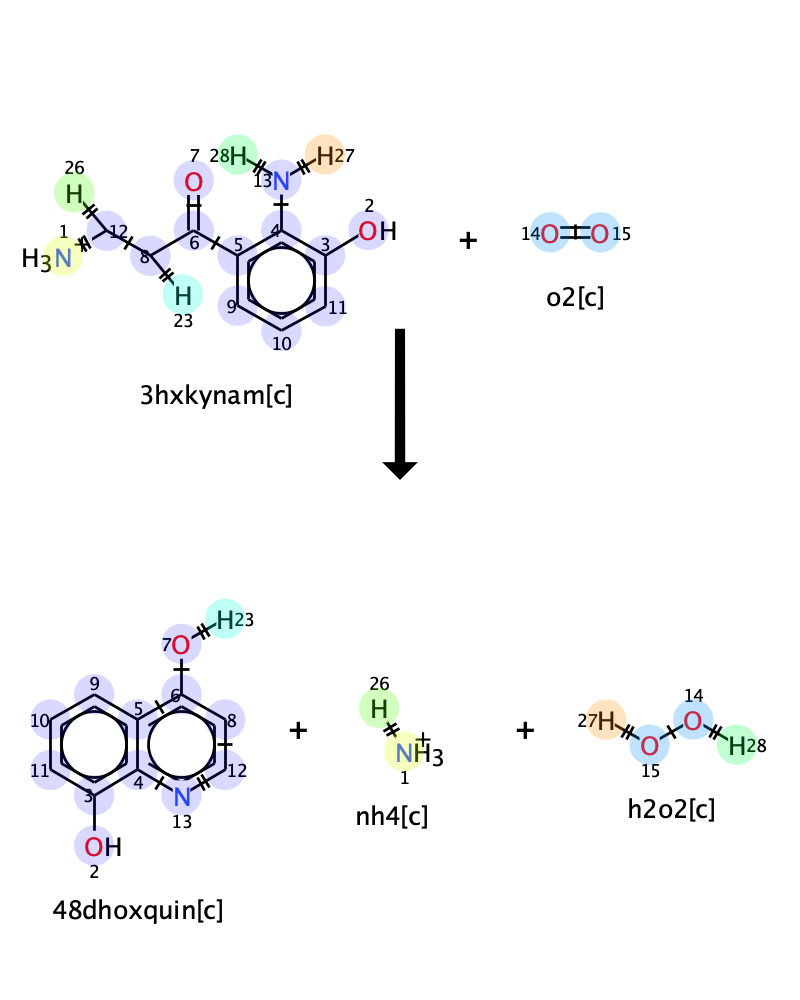 7 28H H27
26 13N
H 2
1 12 6 4 OH
H3N 8 5 3 + 14O O15
H o2[c]
23 9 11
10
3hxkynam[c]
7O H23
9 6 26 14
10 5 8 + H + 27H O H28
11 4 12 NH3+ O
3 N 1 15
13 nh4[c] h2o2[c]
OH
2
48dhoxquin[c]